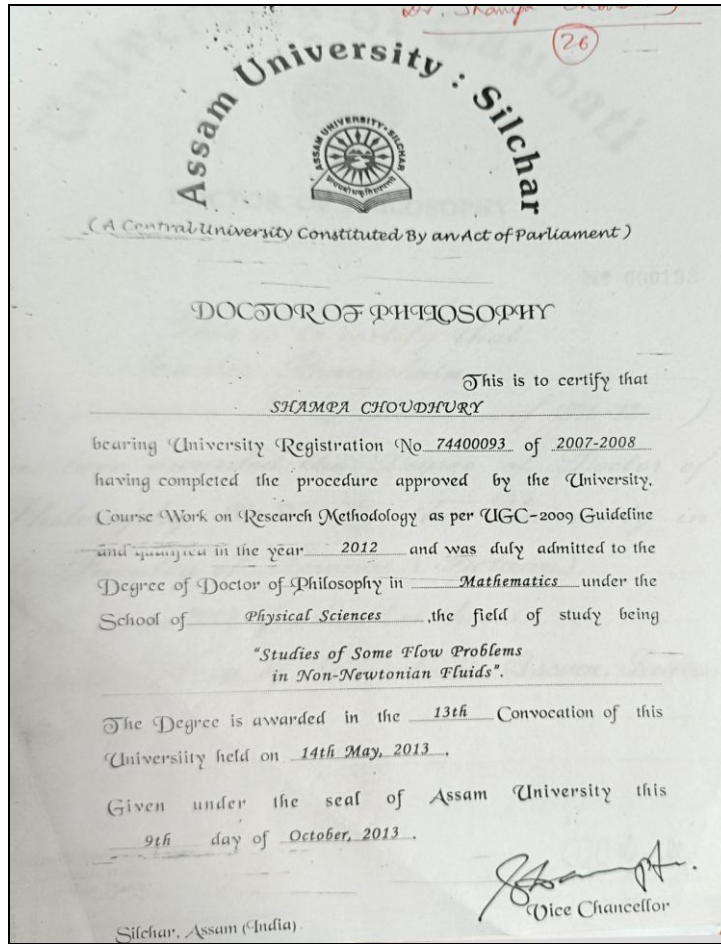 Dr. Shampa
26
Assam University : Silchar
ASSAM UNIVERSITY SILCHAR
(A Central University Constituted By an Act of Parliament)
DOCTOR OF PHILOSOPHY
This is to certify that
SHAMPA CHOUDHURY
bearing University Registration No 74400093 of 2007-2008
having completed the procedure approved by the University,
Course Work on Research Methodology as per UGC-2009 Guideline
and qualified in the year 2012 and was duly admitted to the
Degree of Doctor of Philosophy in Mathematics under the
School of Physical Sciences ,the field of study being
"Studies of Some Flow Problems
in Non-Newtonian Fluids".
The Degree is awarded in the 13th Convocation of this
Universiity held on 14th May, 2013 .
Given under the seal of Assam University this
9th day of October, 2013 .
Vice Chancellor
Silchar, Assam (India)